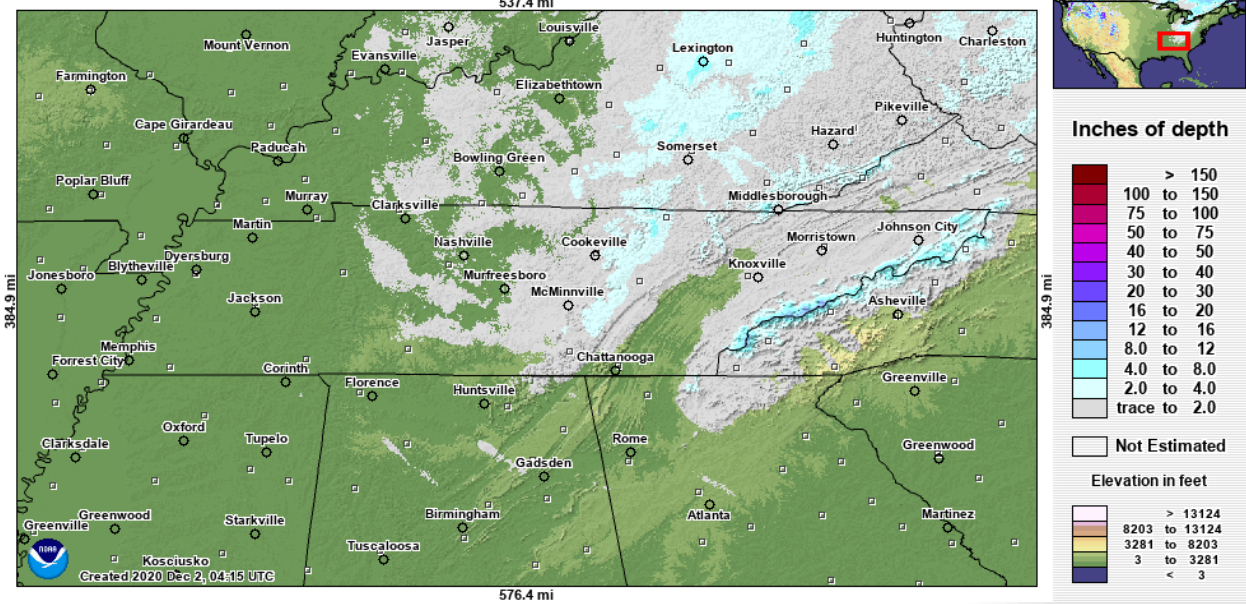 537.4 mi
Mount Vernon
Jasper
Louisville
Huntington
Charleston
Evansville
Lexington
Farmington
Elizabethtown
Pikeville
Cape Girardeau
Hazard
Paducah
Bowling Green
Somerset
Poplar Bluff
Murray
Clarksville
Middlesborough
Martin
Nashville
Cookeville
Morristown
Johnson City
Jonesboro
Blytheville
Dyersburg
Murfreesboro
Knoxville
McMinnville
Jackson
Asheville
384.9 mi
384.9 mi
Memphis
Forrest City
Corinth
Chattanooga
Florence
Huntsville
Greenville
Clarksdale
Oxford
Tupelo
Rome
Greenwood
Gadsden
Greenville
Greenwood
Starkville
Birmingham
Atlanta
Martinez
Tuscaloosa
Kosciusko
NOAA
Created 2020 Dec 2, 04:15 UTC
576.4 mi
Inches of depth
> 150
100 to 150
75 to 100
50 to 75
40 to 50
30 to 40
20 to 30
16 to 20
12 to 16
8.0 to 12
4.0 to 8.0
2.0 to 4.0
trace to 2.0
Not Estimated
Elevation in feet
> 13124
8203 to 13124
3281 to 8203
3 to 3281
< 3